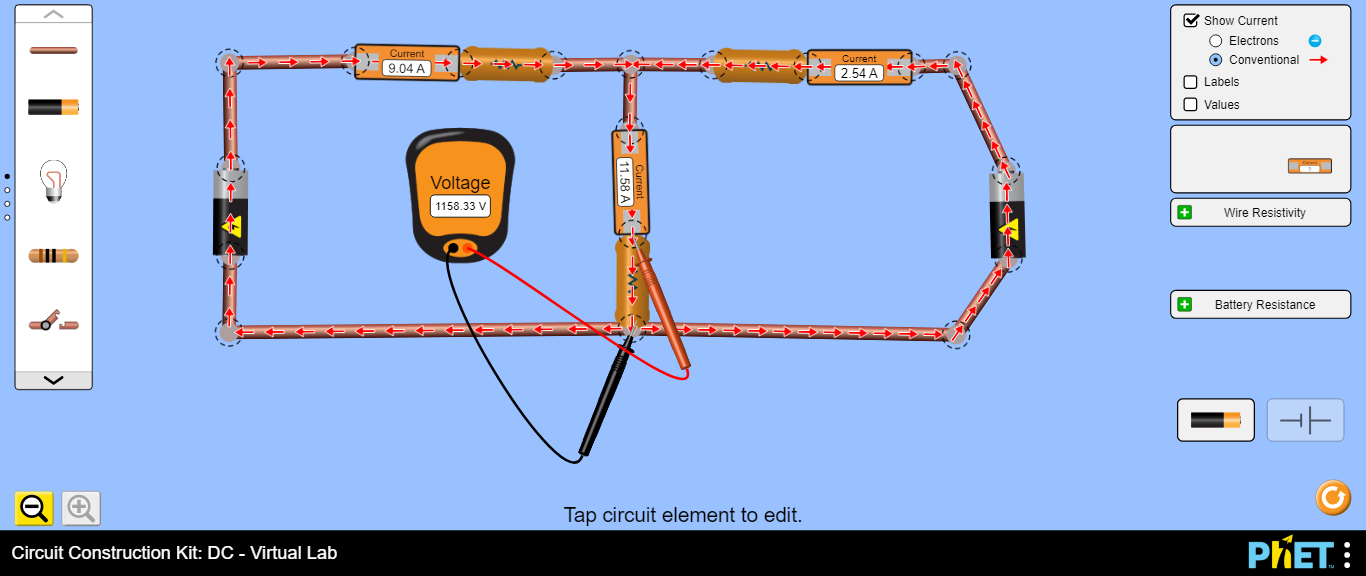 Current
9.04 A
Current
2.54 A
Show Current
Electrons
Conventional
Labels
Values
Voltage
1158.33 V
Current
11.58 A
Current
?
Wire Resistivity
Battery Resistance
Tap circuit element to edit.
Circuit Construction Kit: DC - Virtual Lab
PhET